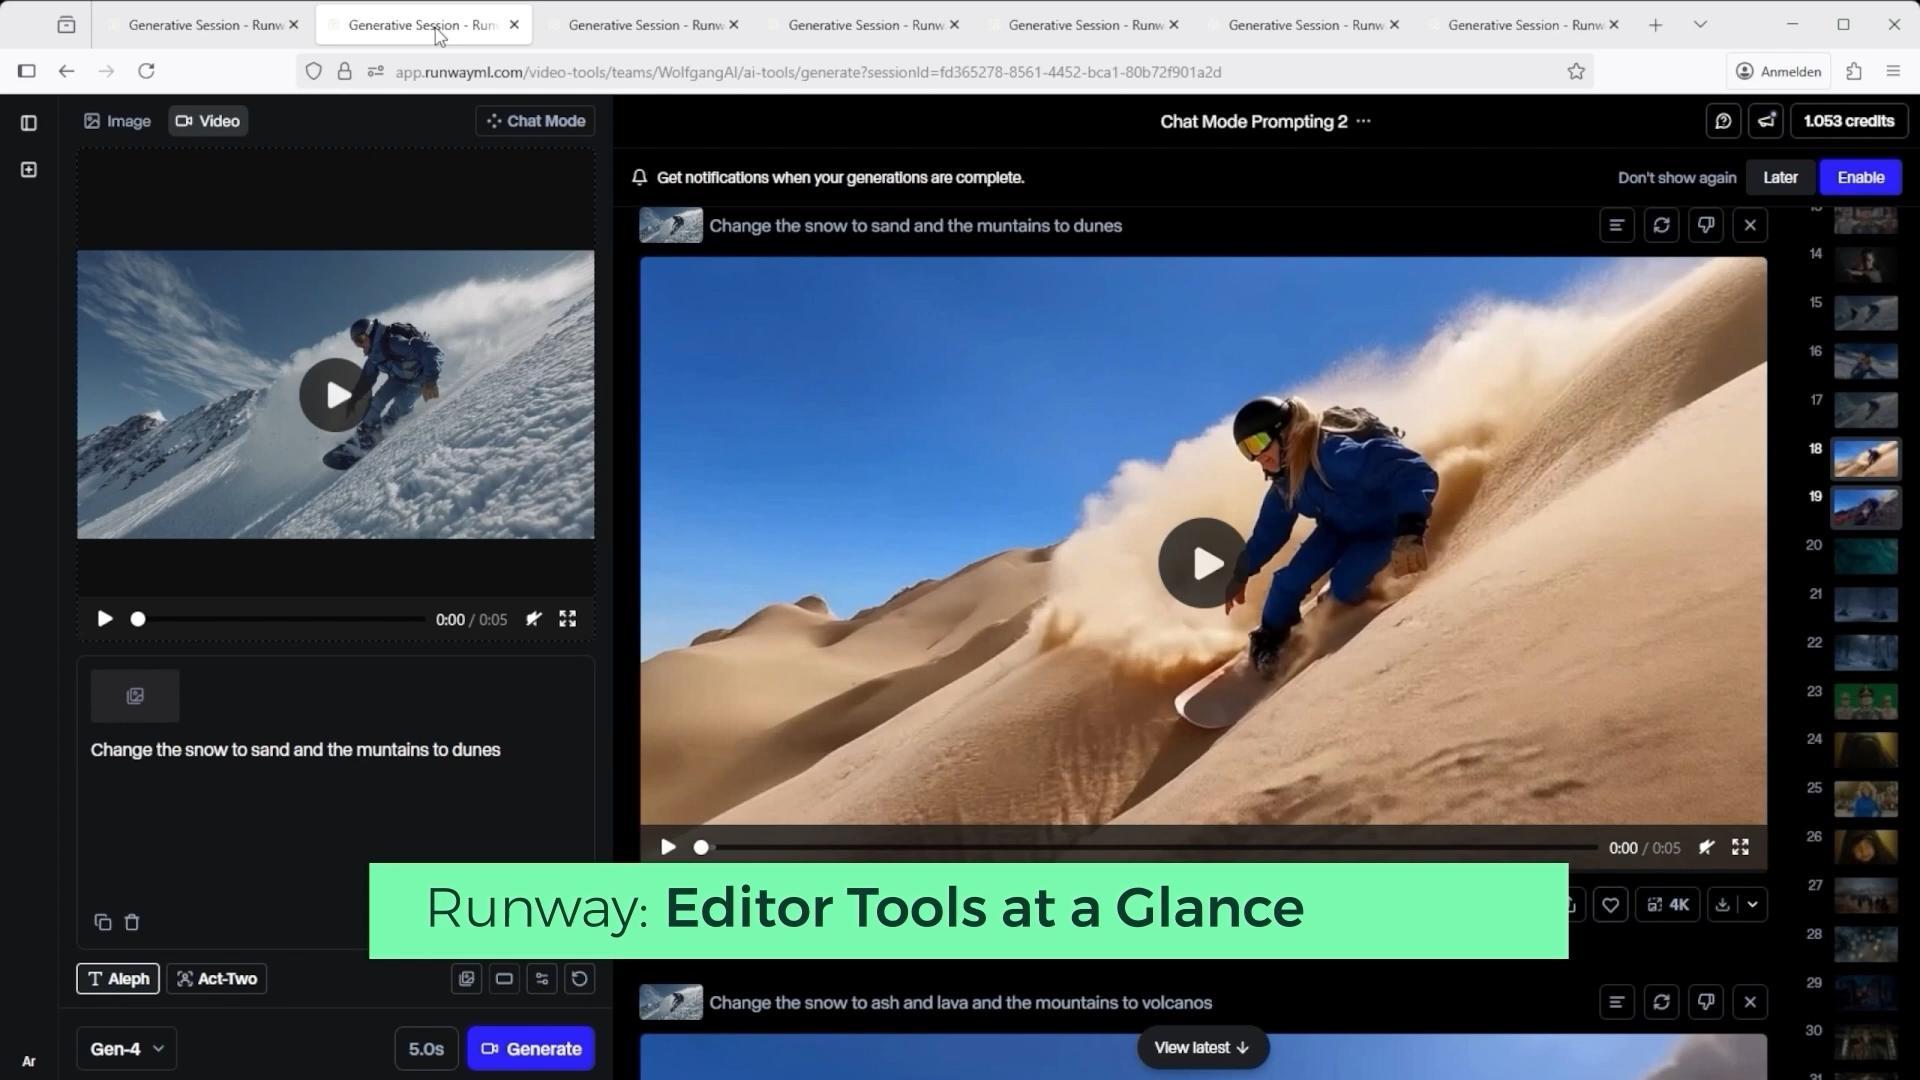 Generative Session - Runw
Generative Session - Run
Generative Session - Runw
Generative Session - Runw
Generative Session - Runw
Generative Session - Runw
Generative Session - Runw
app.runwayml.com/video-tools/teams/WolfgangAI/ai-tools/generate?sessionId=fd365278-8561-4452-bca1-80b72f901a2d
Anmelden
Image
Video
Chat Mode
Chat Mode Prompting 2
1.053 credits
Get notifications when your generations are complete.
Don't show again
Later
Enable
Change the snow to sand and the muntains to dunes
14
15
16
17
18
19
20
21
22
23
24
25
26
27
28
29
30
0:00 / 0:05
Change the snow to sand and the muntains to dunes
0:00 / 0:05
Runway: Editor Tools at a Glance
4K
Aleph
Act-Two
Change the snow to ash and lava and the mountains to volcanos
View latest
Gen-4
5.0s
Generate
Ar